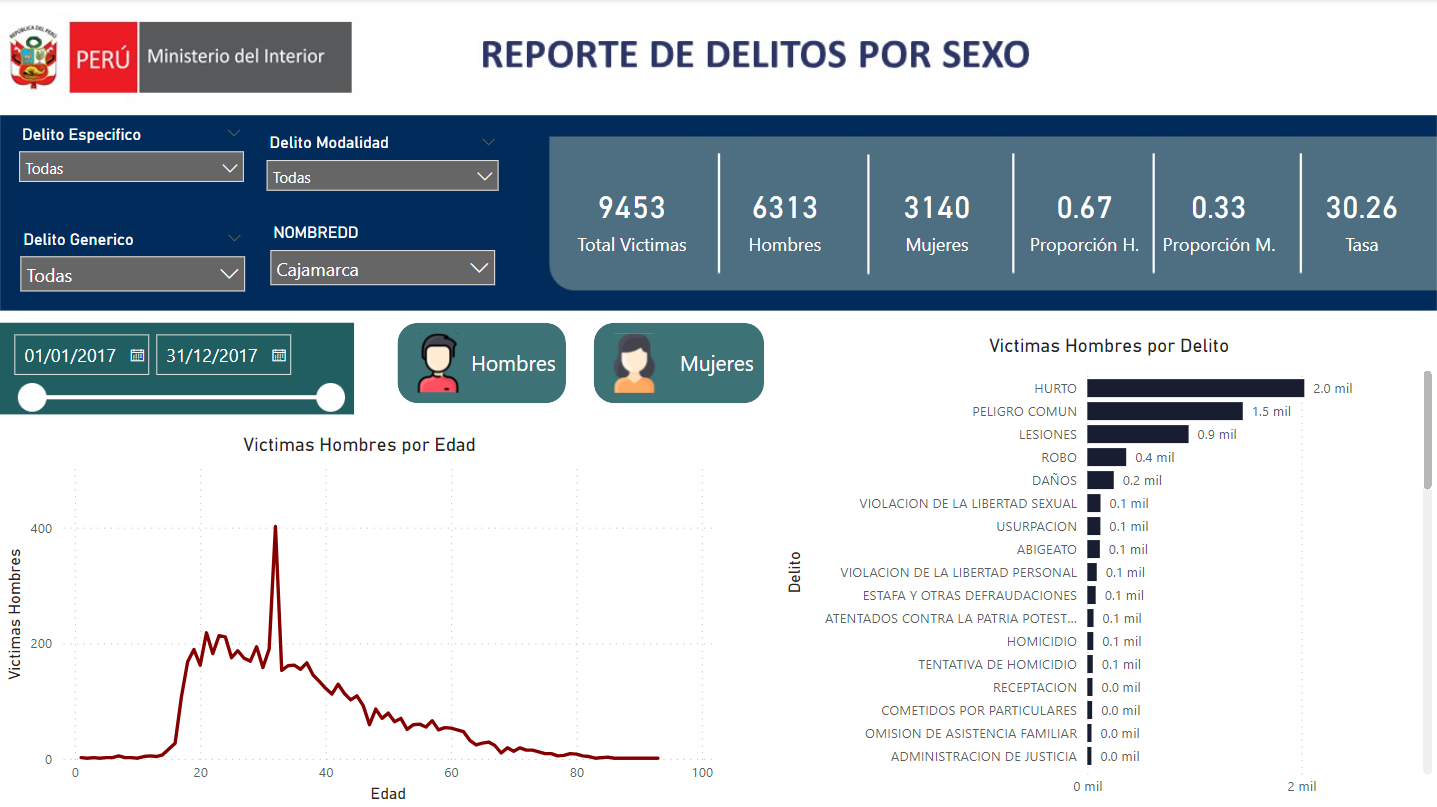 REPÚBLICA DEL PERÚ
PERÚ
Ministerio del Interior
REPORTE DE DELITOS POR SEXO
Delito Especifico
Todas
Delito Modalidad
Todas
Delito Generico
Todas
NOMBREDD
Cajamarca
9453
Total Victimas
6313
Hombres
3140
Mujeres
0.67
Proporción H.
0.33
Proporción M.
30.26
Tasa
01/01/2017
31/12/2017
Hombres
Mujeres
Victimas Hombres por Edad
Victimas Hombres
400
200
0
0 20 40 60 80 100
Edad
Victimas Hombres por Delito
Delito
HURTO 2.0 mil
PELIGRO COMUN 1.5 mil
LESIONES 0.9 mil
ROBO 0.4 mil
DAÑOS 0.2 mil
VIOLACION DE LA LIBERTAD SEXUAL 0.1 mil
USURPACION 0.1 mil
ABIGEATO 0.1 mil
VIOLACION DE LA LIBERTAD PERSONAL 0.1 mil
ESTAFA Y OTRAS DEFRAUDACIONES 0.1 mil
ATENTADOS CONTRA LA PATRIA POTEST... 0.1 mil
HOMICIDIO 0.1 mil
TENTATIVA DE HOMICIDIO 0.1 mil
RECEPTACION 0.0 mil
COMETIDOS POR PARTICULARES 0.0 mil
OMISION DE ASISTENCIA FAMILIAR 0.0 mil
ADMINISTRACION DE JUSTICIA 0.0 mil
0 mil 2 mil